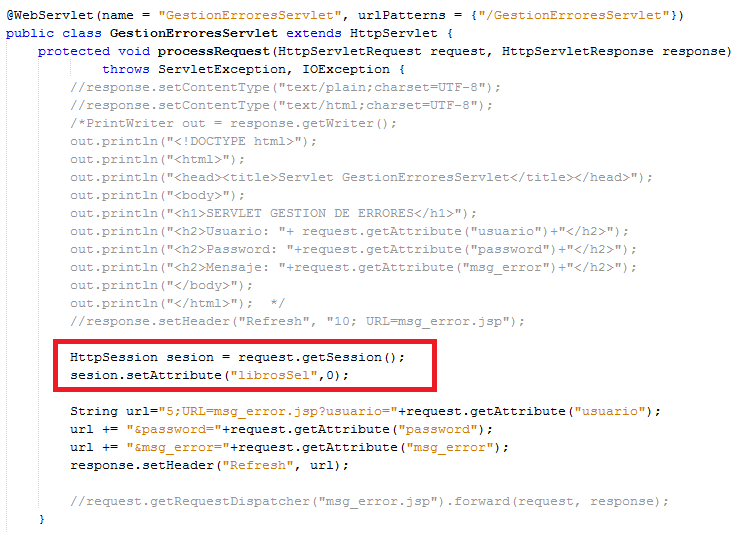 @WebServlet(name = "GestionErroresServlet", urlPatterns = {"/GestionErroresServlet"})
public class GestionErroresServlet extends HttpServlet {
    protected void processRequest(HttpServletRequest request, HttpServletResponse response)
            throws ServletException, IOException {
        //response.setContentType("text/plain;charset=UTF-8");
        //response.setContentType("text/html;charset=UTF-8");
        /*PrintWriter out = response.getWriter();
        out.println("<!DOCTYPE html>");
        out.println("<html>");
        out.println("<head><title>Servlet GestionErroresServlet</title></head>");
        out.println("<body>");
        out.println("<h1>SERVLET GESTION DE ERRORES</h1>");
        out.println("<h2>Usuario: "+ request.getAttribute("usuario")+"</h2>");
        out.println("<h2>Password: "+request.getAttribute("password")+"</h2>");
        out.println("<h2>Mensaje: "+request.getAttribute("msg_error")+"</h2>");
        out.println("</body>");
        out.println("</html>");  */
        //response.setHeader("Refresh", "10; URL=msg_error.jsp");
        HttpSession sesion = request.getSession();
        sesion.setAttribute("librosSel",0);
        String url="5;URL=msg_error.jsp?usuario="+request.getAttribute("usuario");
        url += "&password="+request.getAttribute("password");
        url += "&msg_error="+request.getAttribute("msg_error");
        response.setHeader("Refresh", url);
        //request.getRequestDispatcher("msg_error.jsp").forward(request, response);
    }